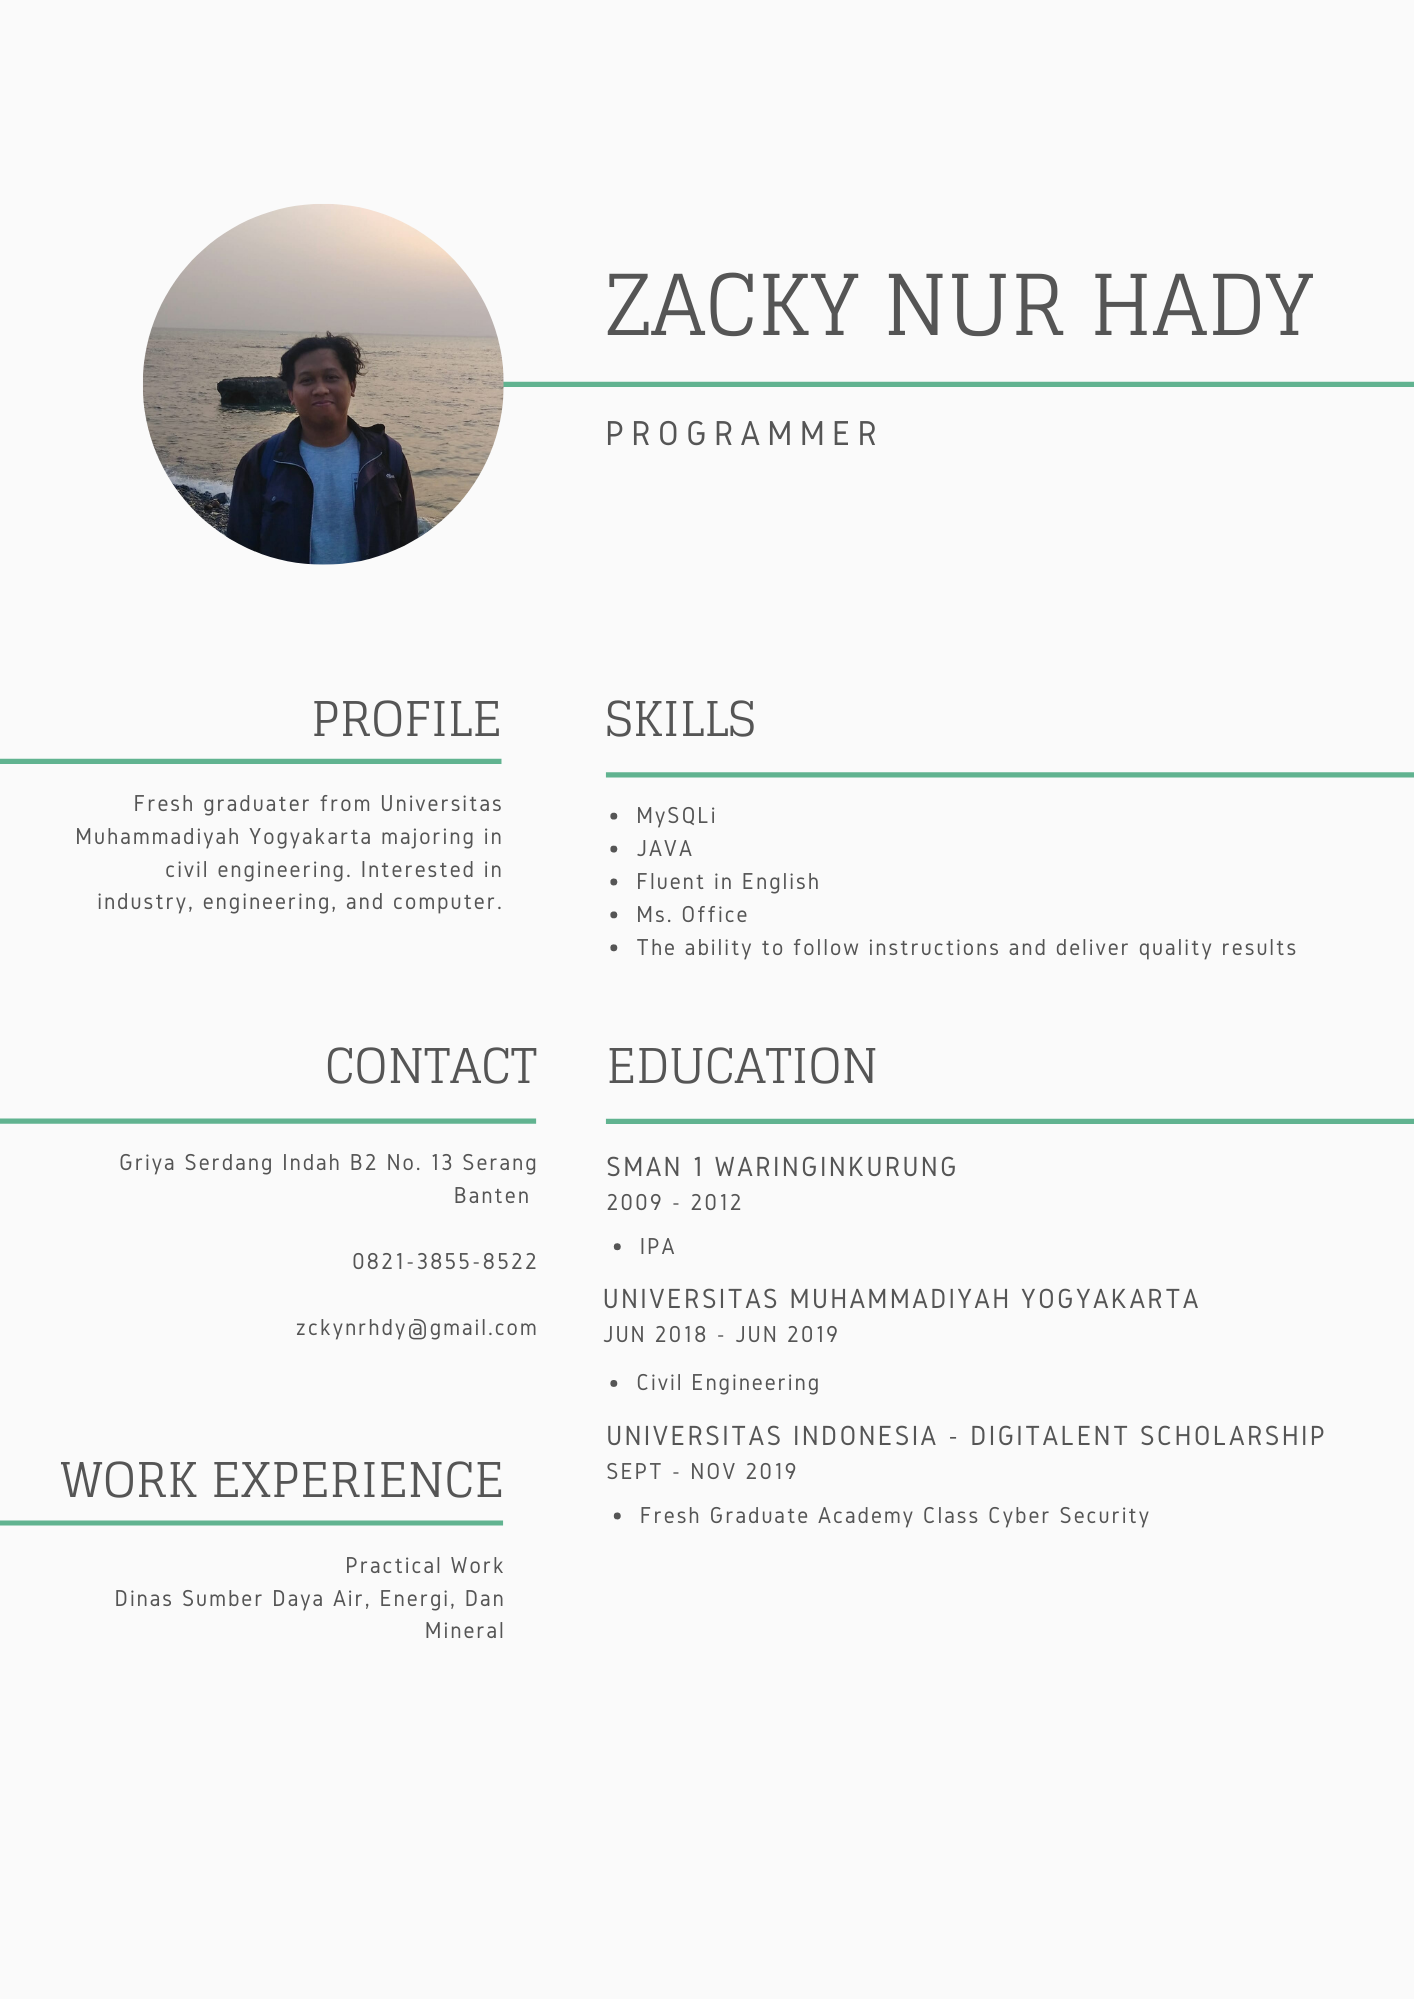 ZACKY NUR HADY
PROGRAMMER
PROFILE
Fresh graduater from Universitas
Muhammadiyah Yogyakarta majoring in
civil engineering. Interested in
industry, engineering, and computer.
SKILLS
• MySQLi
• JAVA
• Fluent in English
• Ms. Office
• The ability to follow instructions and deliver quality results
CONTACT
Griya Serdang Indah B2 No. 13 Serang
Banten
0821-3855-8522
zckynrhdy@gmail.com
EDUCATION
SMAN 1 WARINGINKURUNG
2009 - 2012
• IPA
UNIVERSITAS MUHAMMADIYAH YOGYAKARTA
JUN 2018 - JUN 2019
• Civil Engineering
UNIVERSITAS INDONESIA - DIGITALENT SCHOLARSHIP
SEPT - NOV 2019
• Fresh Graduate Academy Class Cyber Security
WORK EXPERIENCE
Practical Work
Dinas Sumber Daya Air, Energi, Dan
Mineral